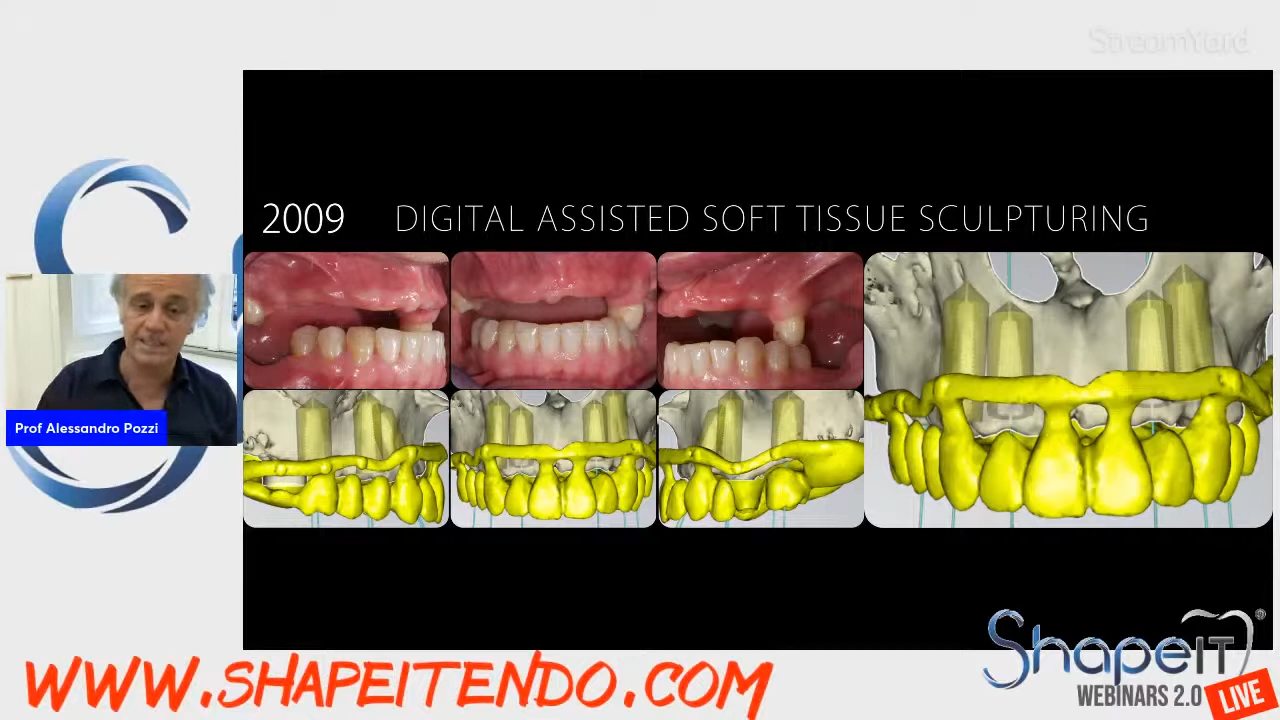 StreamYard
2009 DIGITAL ASSISTED SOFT TISSUE SCULPTURING
Prof Alessandro Pozzi
ShapeIT®
WEBINARS 2.0 LIVE
WWW.SHAPEITENDO.COM